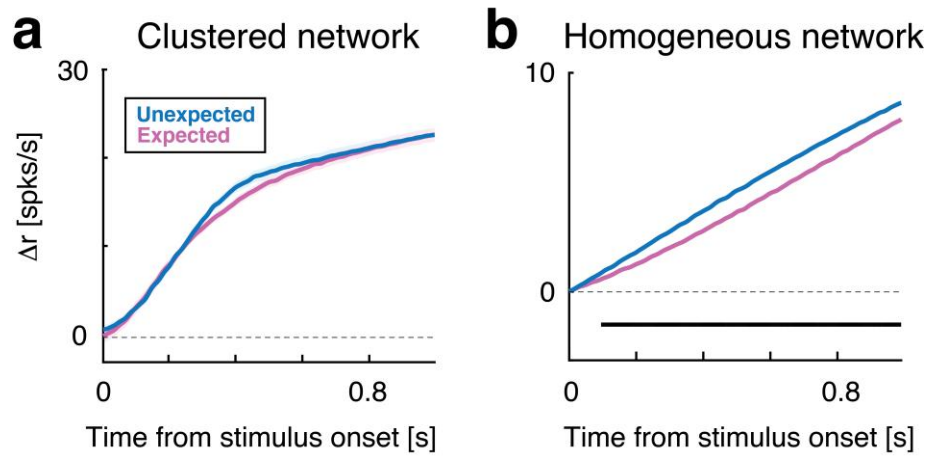 a Clustered network
30
Unexpected
Expected
Δr [spks/s]
0
0 0.8
Time from stimulus onset [s]
b Homogeneous network
10
0
0 0.8
Time from stimulus onset [s]